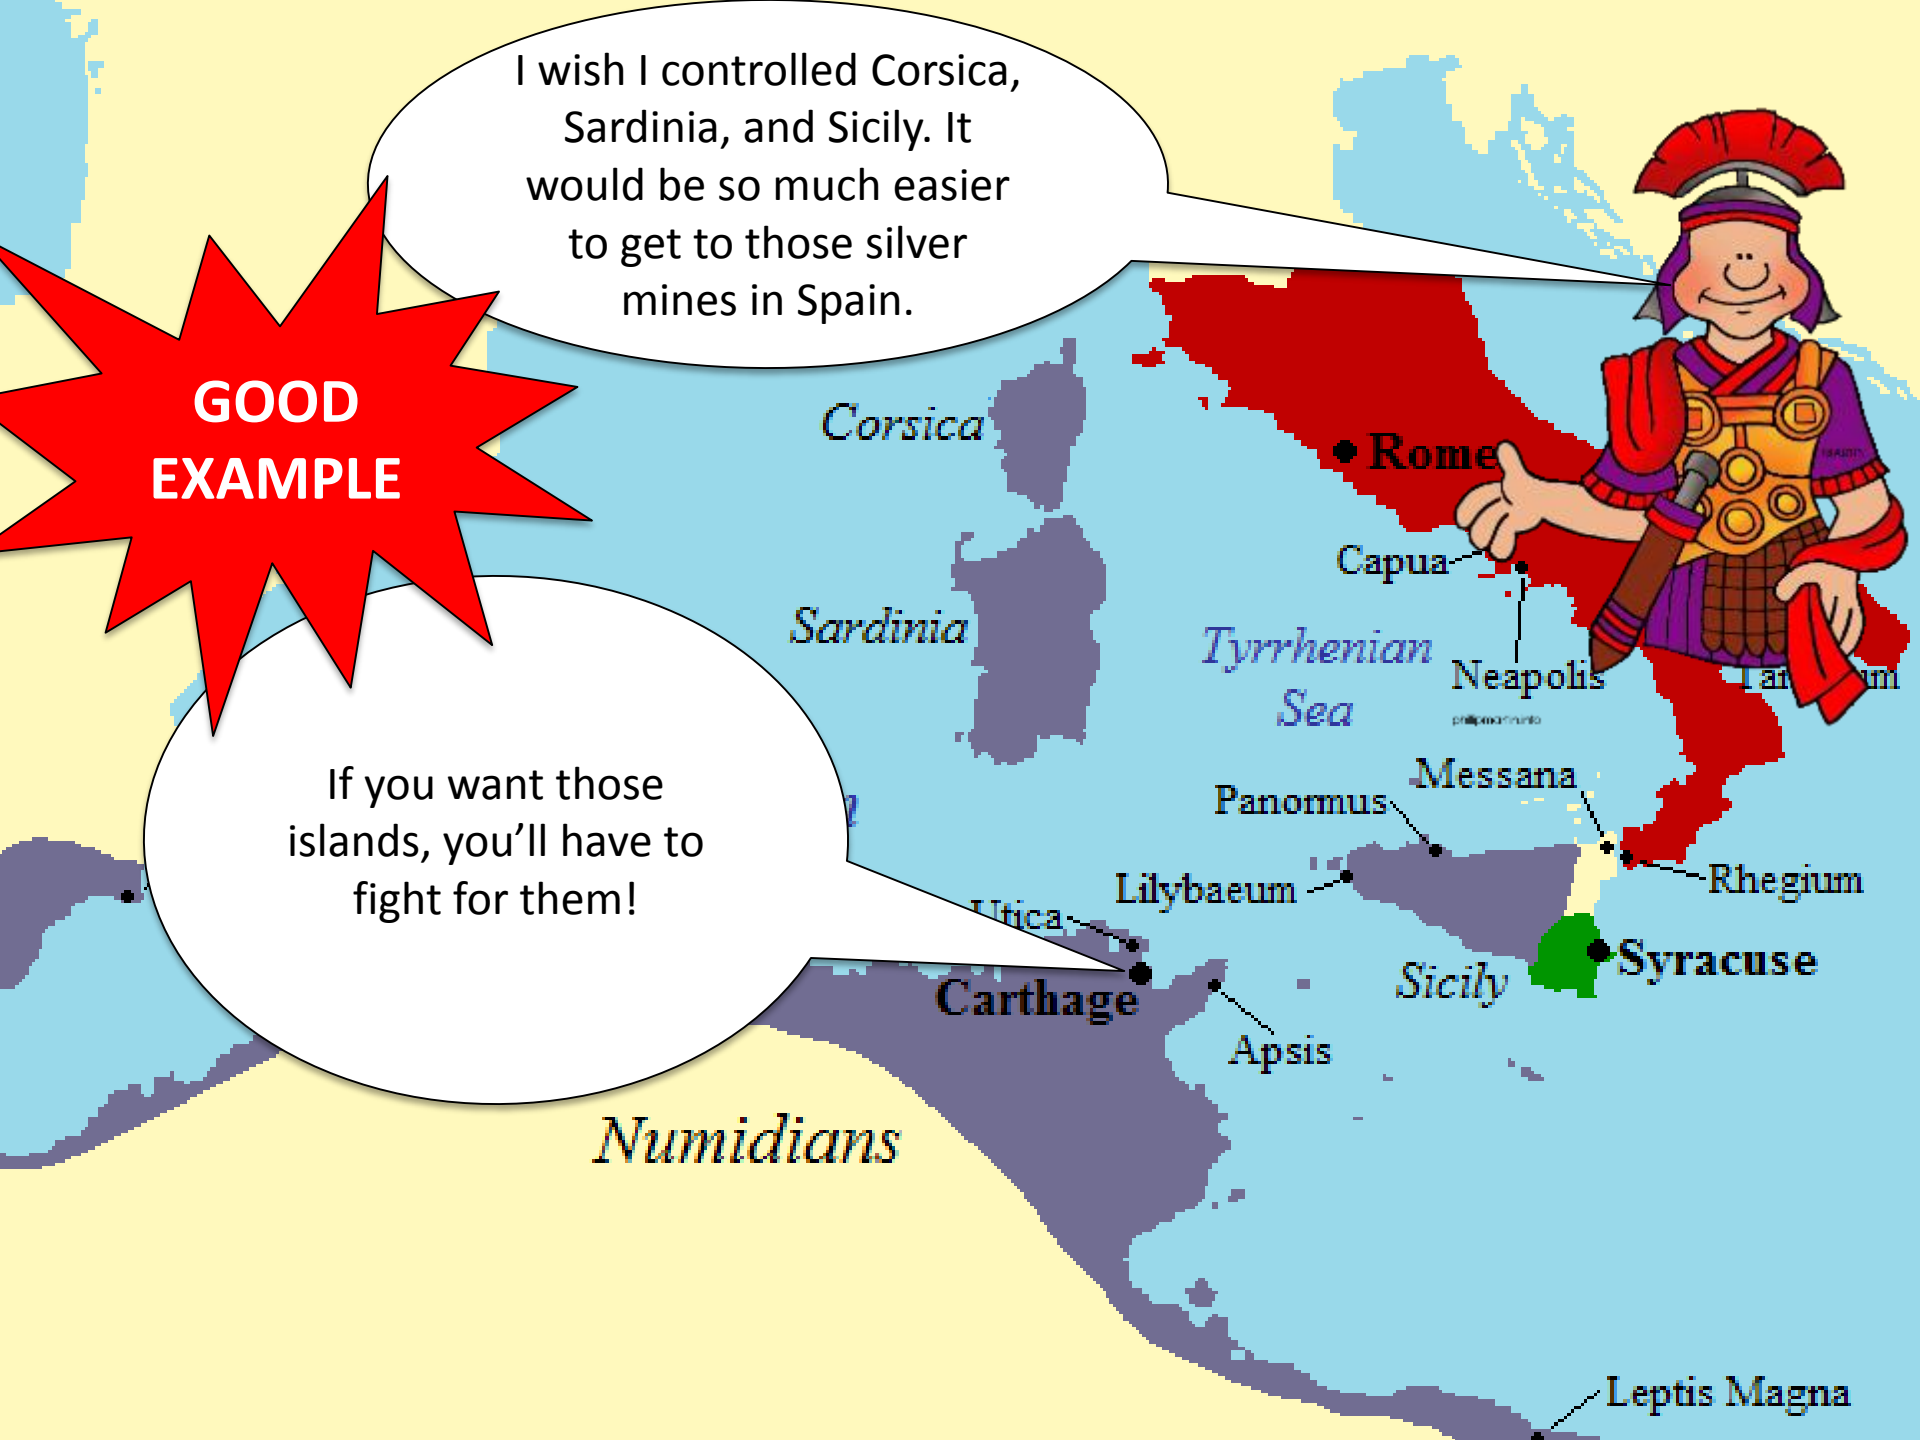 I wish I controlled Corsica,
Sardinia, and Sicily. It
would be so much easier
to get to those silver
mines in Spain.
GOOD
EXAMPLE
Corsica
Rome
Capua
Sardinia
Tyrrhenian
Sea
Neapolis
If you want those
islands, you’ll have to
fight for them!
Messana
Panormus
Rhegium
Lilybaeum
Utica
Syracuse
Sicily
Carthage
Apsis
Numidians
Leptis Magna